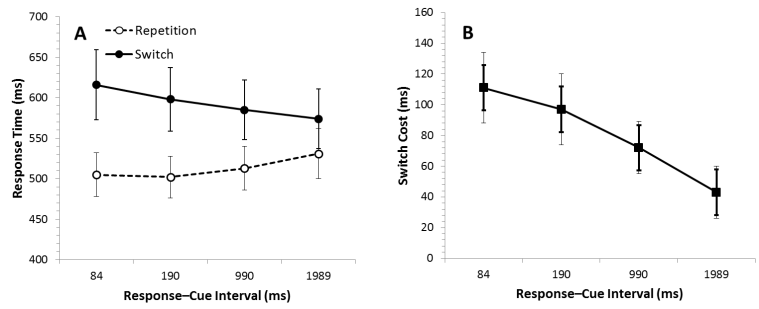 A
Repetition
Switch
Response Time (ms)
700
650
600
550
500
450
400
84 190 990 1989
Response–Cue Interval (ms)
B
Switch Cost (ms)
160
140
120
100
80
60
40
20
0
84 190 990 1989
Response–Cue Interval (ms)